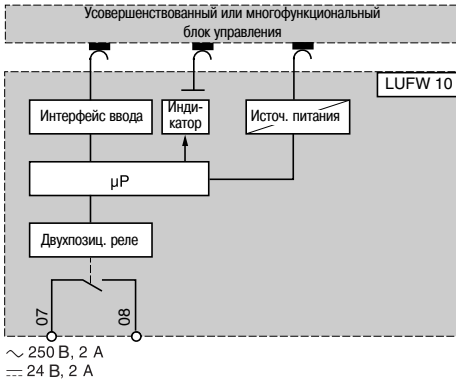 Усовершенствованный или многофункциональный
блок управления
LUFW 10
Интерфейс ввода
Инди-
катор
Источ. питания
µP
Двухпозиц. реле
07
08
∼ 250 В, 2 А
⎓ 24 В, 2 А